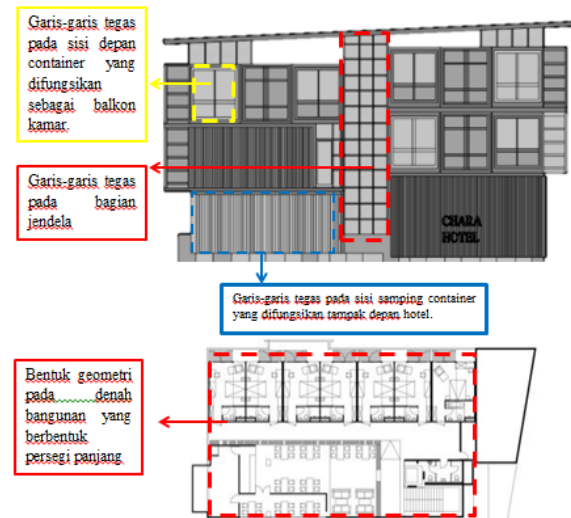 Garis-garis tegas
pada sisi depan
container yang
difungsikan
sebagai balkon
kamar.
Garis-garis tegas
pada bagian
jendela
CHARA
HOTEL
Garis-garis tegas pada sisi samping container
yang difungsikan tampak depan hotel.
Bentuk geometri
pada denah
bangunan yang
berbentuk
persegi panjang